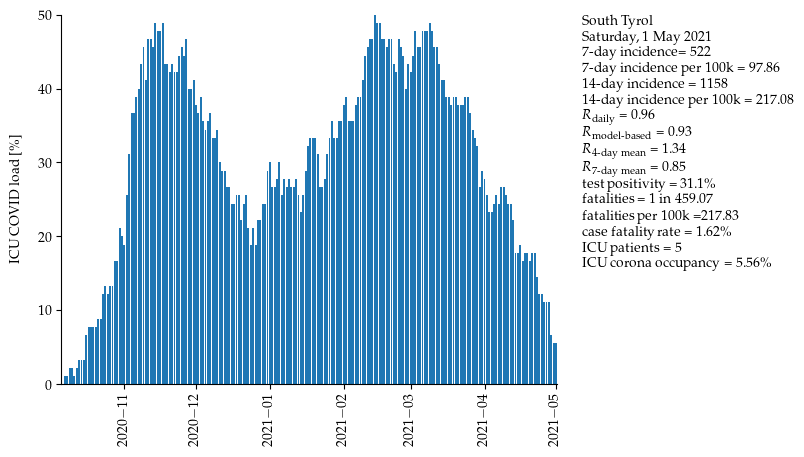 50
40
30
20
10
0
ICU COVID load [%]
2020−11
2020−12
2021−01
2021−02
2021−03
2021−04
2021−05
South Tyrol
Saturday, 1 May 2021
7-day incidence= 522
7-day incidence per 100k = 97.86
14-day incidence = 1158
14-day incidence per 100k = 217.08
R daily = 0.96
R model-based = 0.93
R 4-day mean = 1.34
R 7-day mean = 0.85
test positivity = 31.1%
fatalities = 1 in 459.07
fatalities per 100k =217.83
case fatality rate = 1.62%
ICU patients = 5
ICU corona occupancy = 5.56%